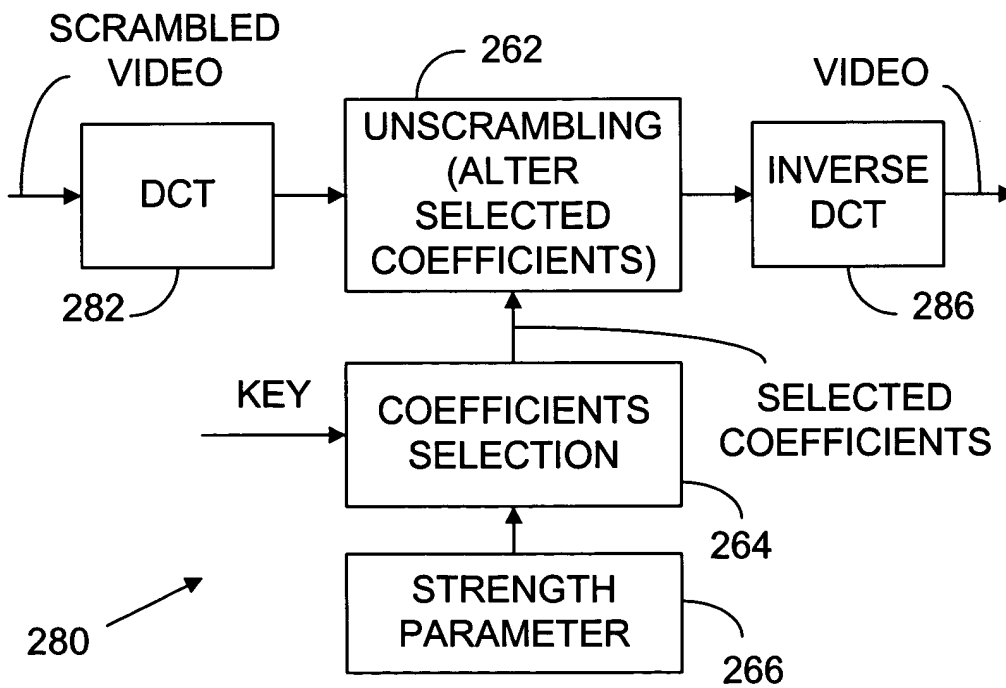 SCRAMBLED
VIDEO
262
VIDEO
DCT
UNSCRAMBLING
(ALTER
SELECTED
COEFFICIENTS)
INVERSE
DCT
282
286
KEY
COEFFICIENTS
SELECTION
SELECTED
COEFFICIENTS
264
STRENGTH
PARAMETER
280
266